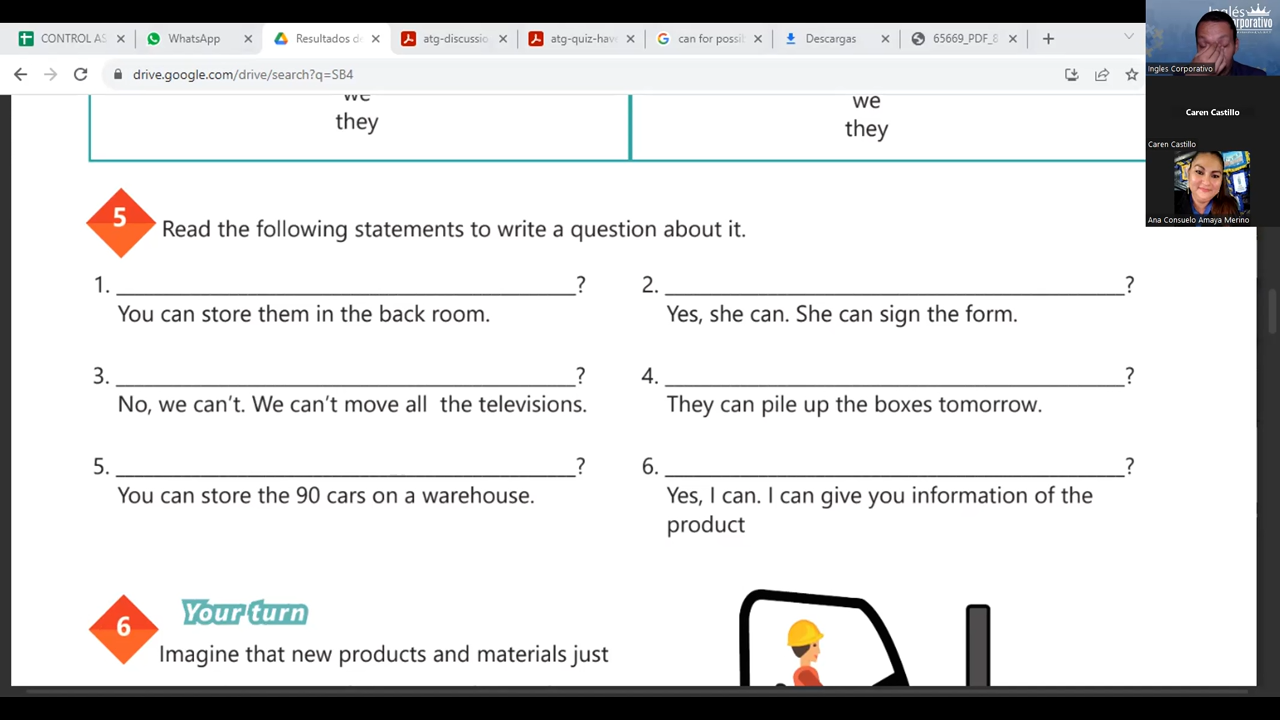 CONTROL AS
WhatsApp
Resultados d
atg-discussio
atg-quiz-hav
can for possib
Descargas
65669_PDF_8
drive.google.com/drive/search?q=SB4
Inglés
Corporativo
Ingles Corporativo
Caren Castillo
Caren Castillo
Ana Consuelo Amaya Merino
we
they
we
they
5
Read the following statements to write a question about it.
1. ?
You can store them in the back room.
2. ?
Yes, she can. She can sign the form.
3. ?
No, we can't. We can't move all the televisions.
4. ?
They can pile up the boxes tomorrow.
5. ?
You can store the 90 cars on a warehouse.
6. ?
Yes, I can. I can give you information of the
product
6
Your turn
Imagine that new products and materials just